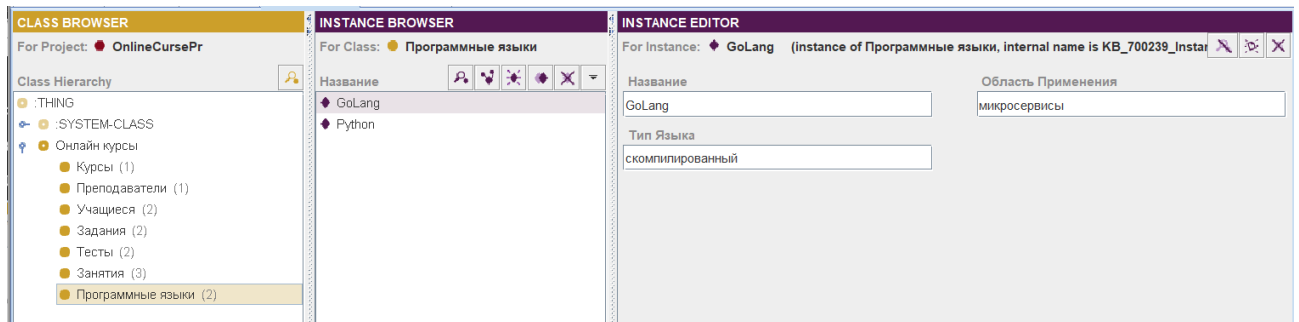 CLASS BROWSER
For Project: OnlineCursePr
Class Hierarchy
:THING
:SYSTEM-CLASS
Онлайн курсы
Курсы (1)
Преподаватели (1)
Учащиеся (2)
Задания (2)
Тесты (2)
Занятия (3)
Программные языки (2)
INSTANCE BROWSER
For Class: Программные языки
Название
GoLang
Python
INSTANCE EDITOR
For Instance: GoLang (instance of Программные языки, internal name is KB_700239_Instar
Название
Область Применения
GoLang
микросервисы
Тип Языка
скомпилированный